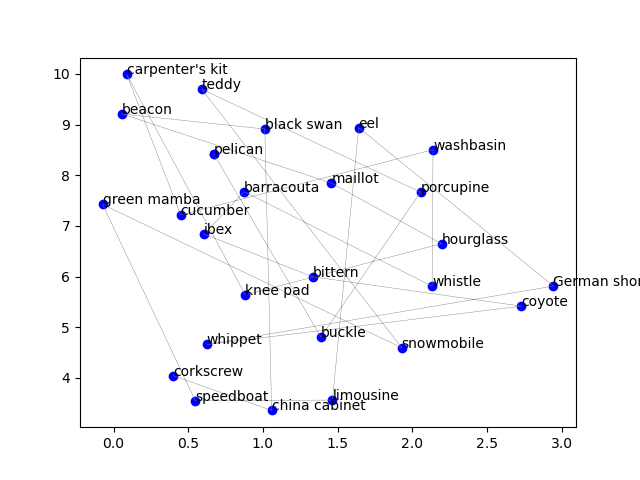 carpenter's kit
teddy
beacon
black swan
eel
pelican
washbasin
maillot
barracouta
porcupine
green mamba
cucumber
ibex
hourglass
bittern
knee pad
whistle
German shor
coyote
whippet
buckle
snowmobile
corkscrew
speedboat
china cabinet
limousine
10
9
8
7
6
5
4
0.0 0.5 1.0 1.5 2.0 2.5 3.0